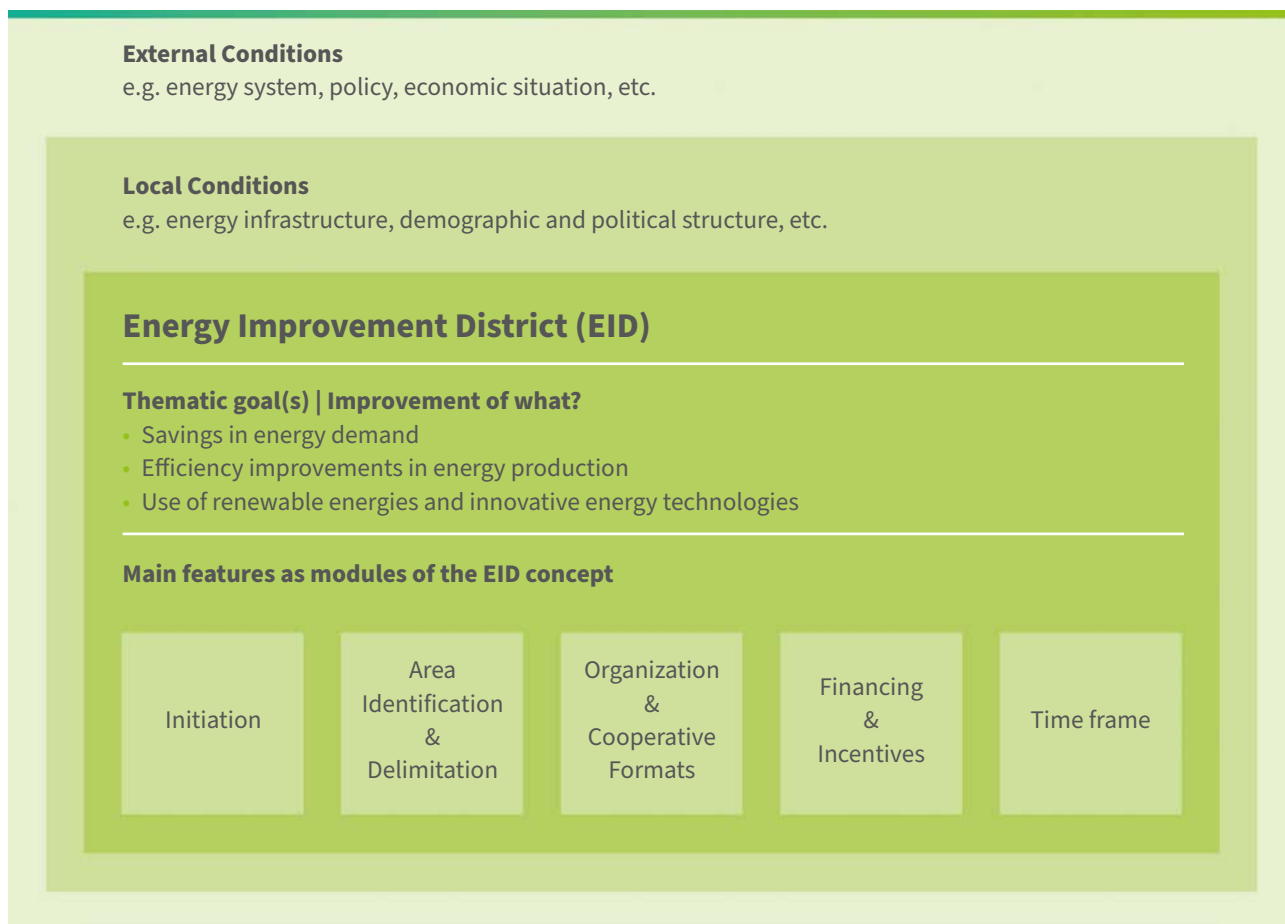 External Conditions
e.g. energy system, policy, economic situation, etc.
Local Conditions
e.g. energy infrastructure, demographic and political structure, etc.
Energy Improvement District (EID)
Thematic goal(s) | Improvement of what?
• Savings in energy demand
• Efficiency improvements in energy production
• Use of renewable energies and innovative energy technologies
Main features as modules of the EID concept
Initiation
Area
Identification
&
Delimitation
Organization
&
Cooperative
Formats
Financing
&
Incentives
Time frame